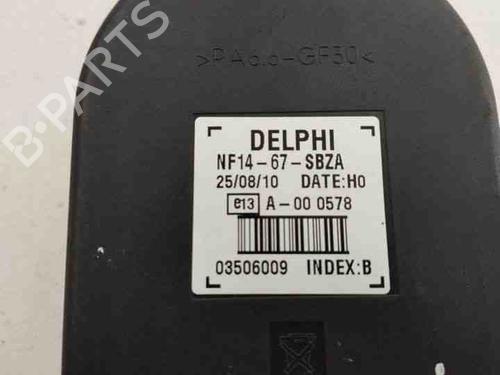 >PA6.6-GF30<
B-PARTS
DELPHI
NF14-67-SBZA
25/08/10 DATE:H0
e13 A-00 0578
03506009 INDEX:B